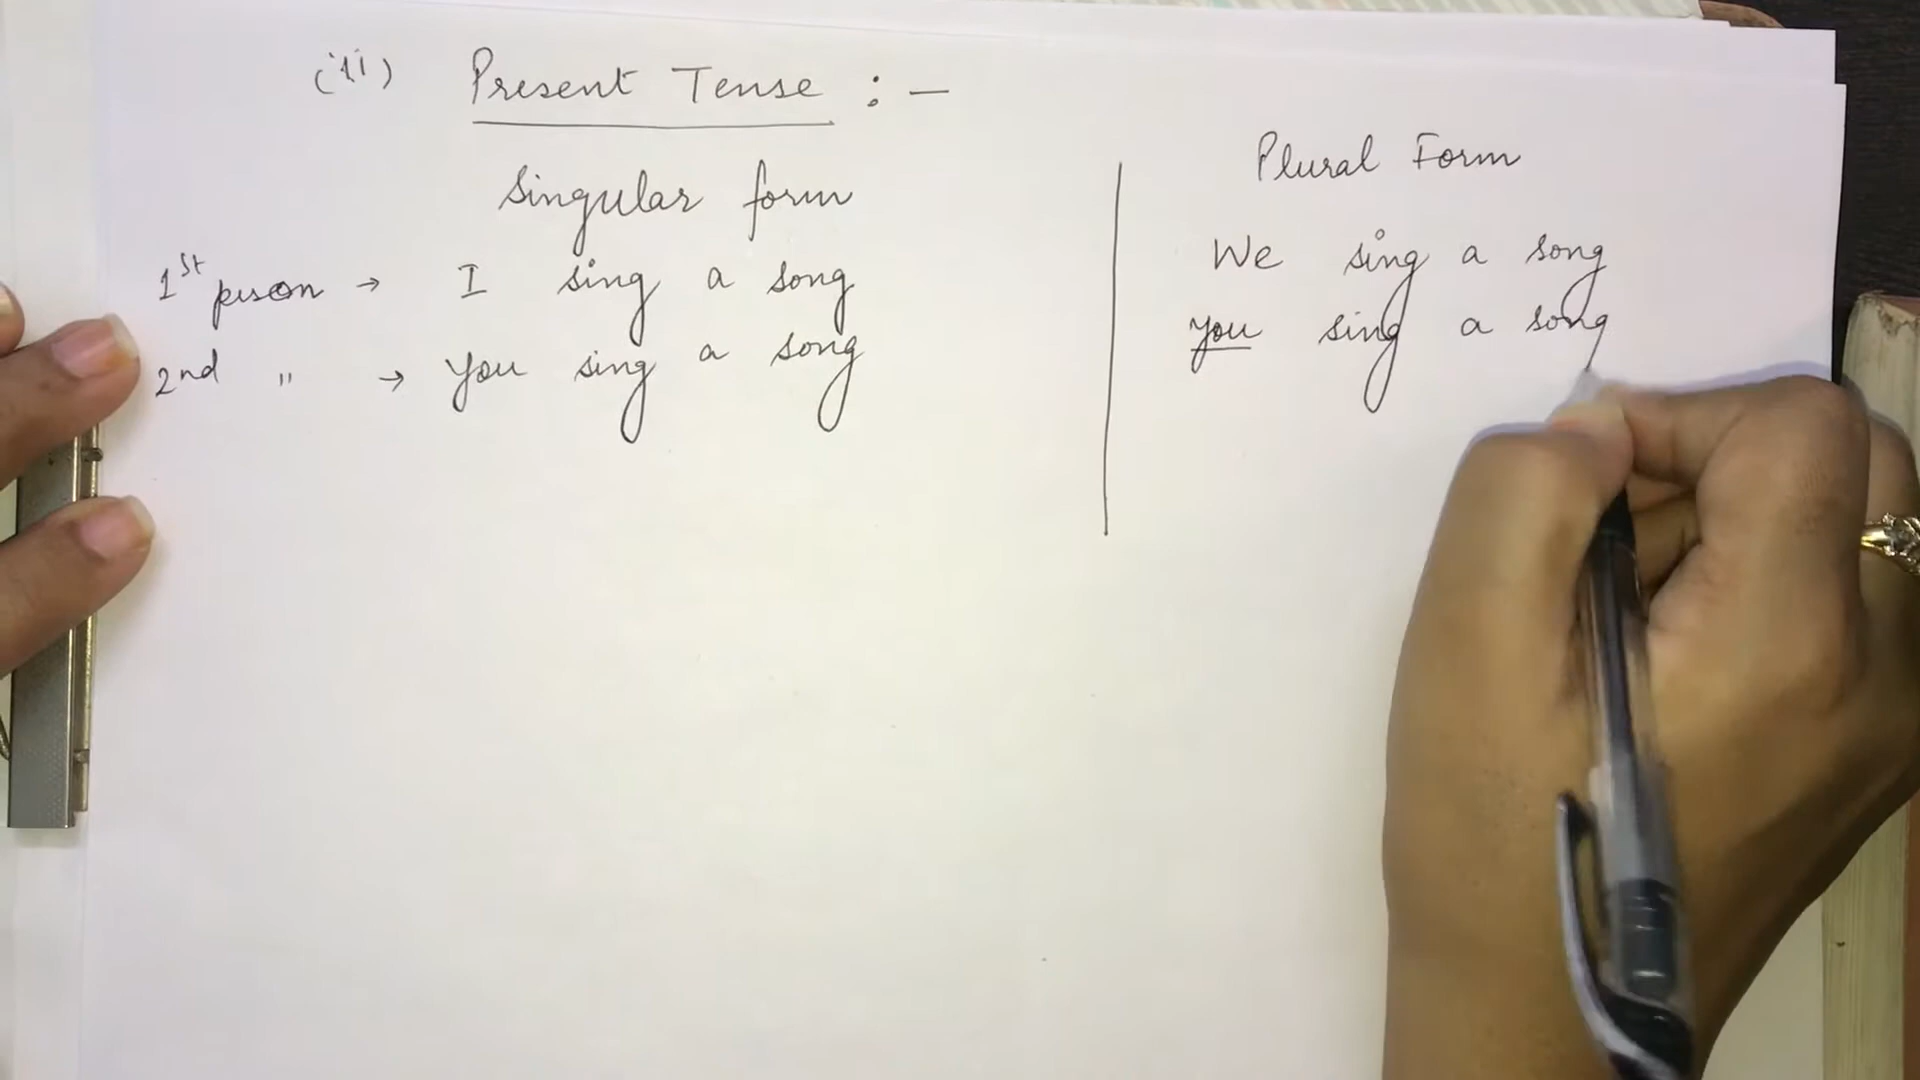 (ii) Present Tense : –
Singular form
1st person → I sing a song
2nd " → You sing a song
Plural Form
We sing a song
you sing a song